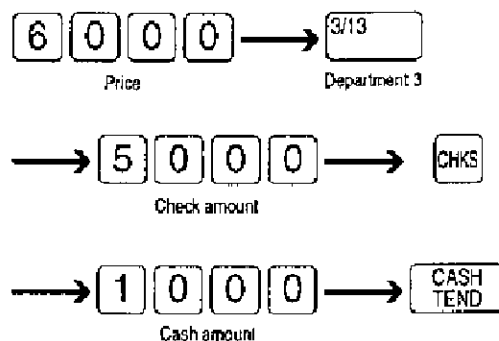 6 0 0 0 3/13
Price Department 3
5 0 0 0 CHKS
Check amount
1 0 0 0 CASH TEND
Cash amount